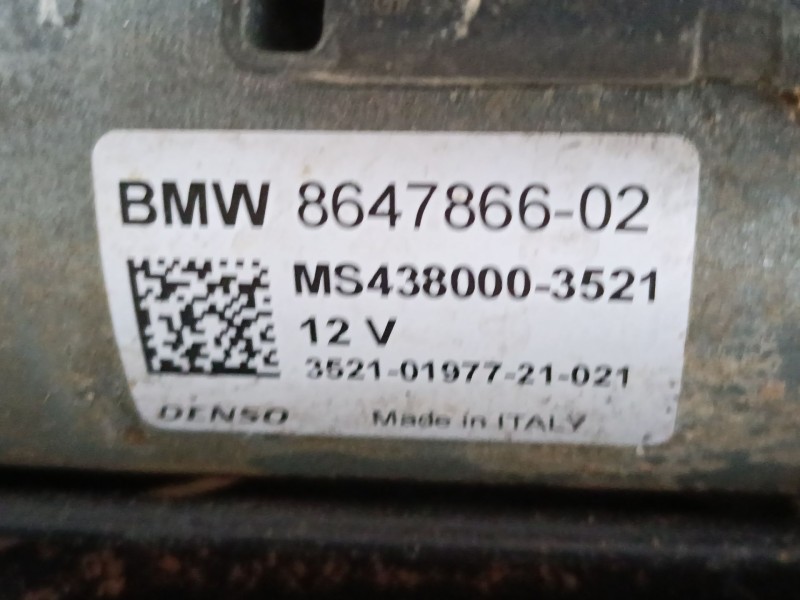 BMW 8647866-02
MS438000-3521
12 V
3521-01977-21-021
DENSO Made in ITALY